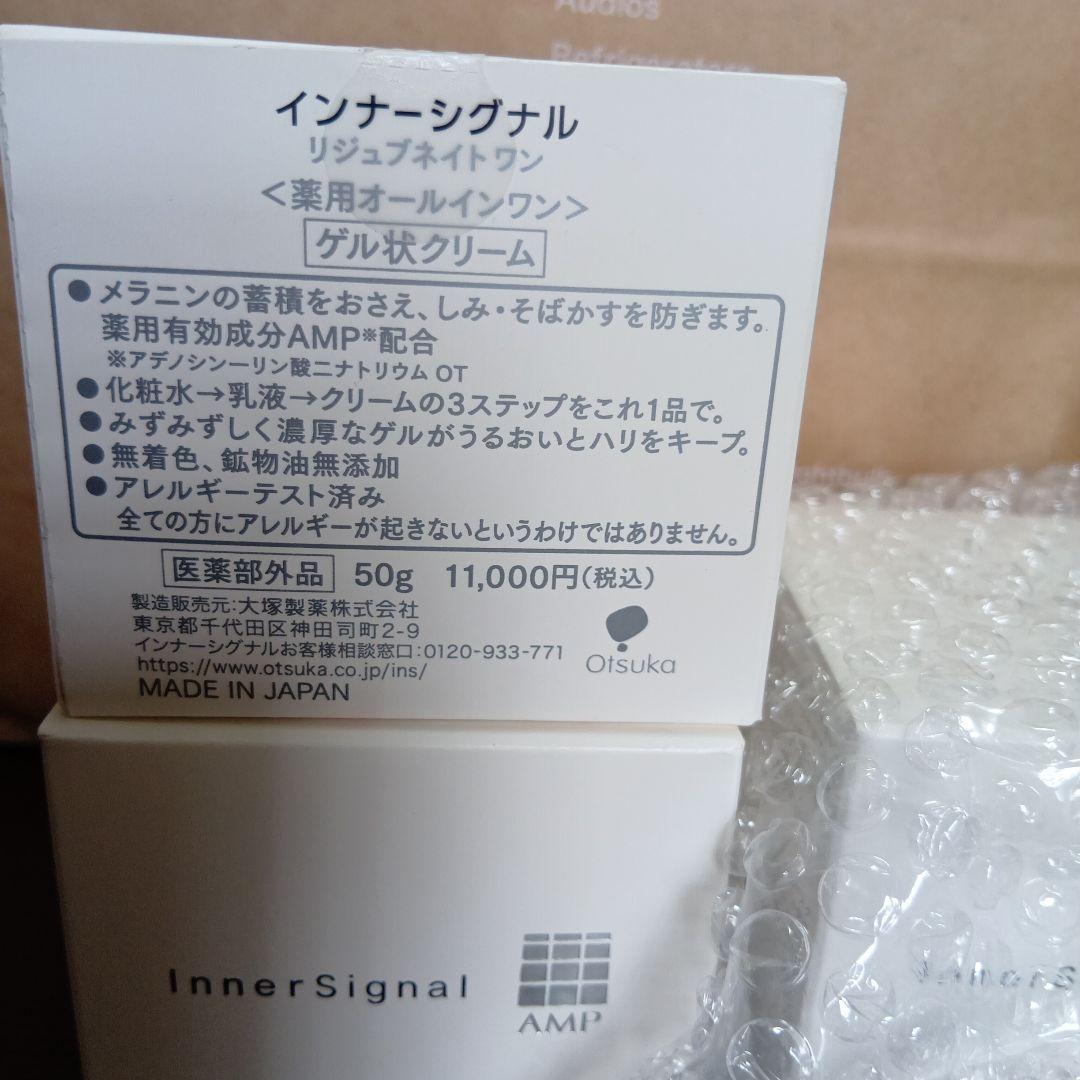 Audios
Refrigerators
インナーシグナル
リジュブネイトワン
<薬用オールインワン>
ゲル状クリーム
●メラニンの蓄積をおさえ、しみ・そばかすを防ぎます。
薬用有効成分AMP※配合
※アデノシン一リン酸二ナトリウム OT
●化粧水→乳液→クリームの3ステップをこれ1品で。
●みずみずしく濃厚なゲルがうるおいとハリをキープ。
●無着色、鉱物油無添加
●アレルギーテスト済み
全ての方にアレルギーが起きないというわけではありません。
医薬部外品 50g 11,000円(税込)
製造販売元:大塚製薬株式会社
東京都千代田区神田司町2-9
インナーシグナルお客様相談窓口:0120-933-771
https://www.otsuka.co.jp/ins/
MADE IN JAPAN
Otsuka
InnerSignal
AMP
InnerS